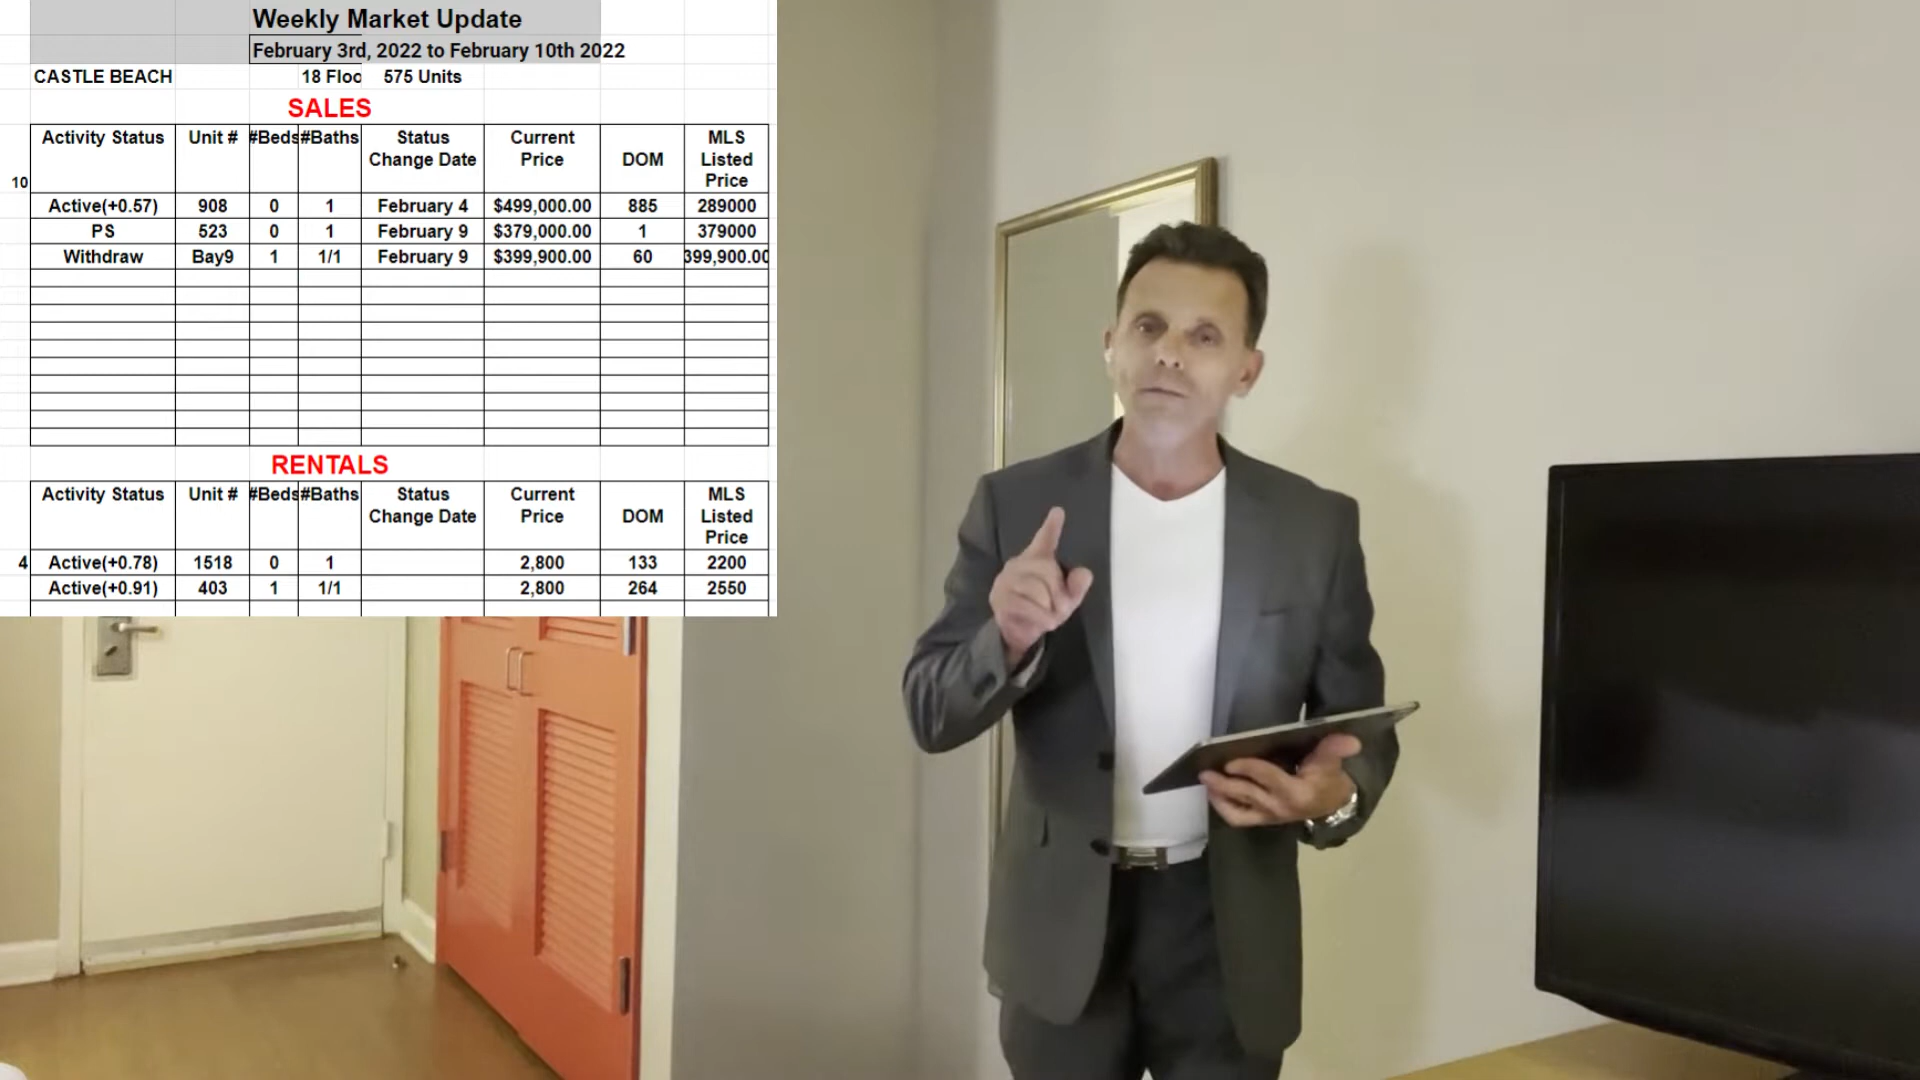 Weekly Market Update
February 3rd, 2022 to February 10th 2022
CASTLE BEACH 18 Floo 575 Units
SALES
Activity Status Unit # #Beds #Baths Status Change Date Current Price DOM MLS Listed Price
10
Active(+0.57) 908 0 1 February 4 $499,000.00 885 289000
PS 523 0 1 February 9 $379,000.00 1 379000
Withdraw Bay9 1 1/1 February 9 $399,900.00 60 399,900.00
RENTALS
Activity Status Unit # #Beds #Baths Status Change Date Current Price DOM MLS Listed Price
4 Active(+0.78) 1518 0 1 2,800 133 2200
Active(+0.91) 403 1 1/1 2,800 264 2550